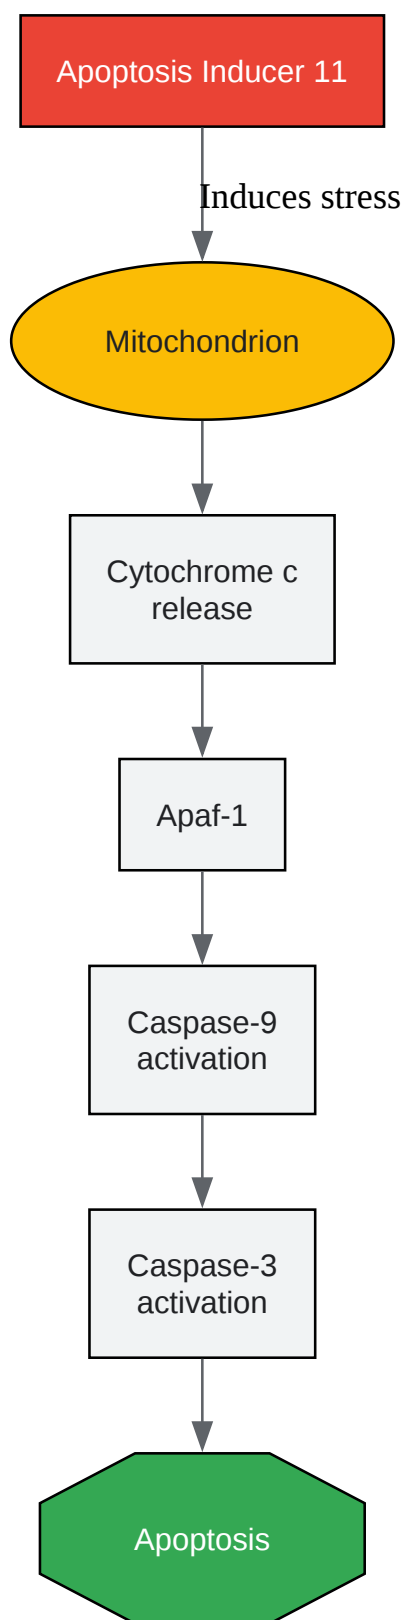 Apoptosis Inducer 11
Induces stress
Mitochondrion
Cytochrome c
release
Apaf-1
Caspase-9
activation
Caspase-3
activation
Apoptosis